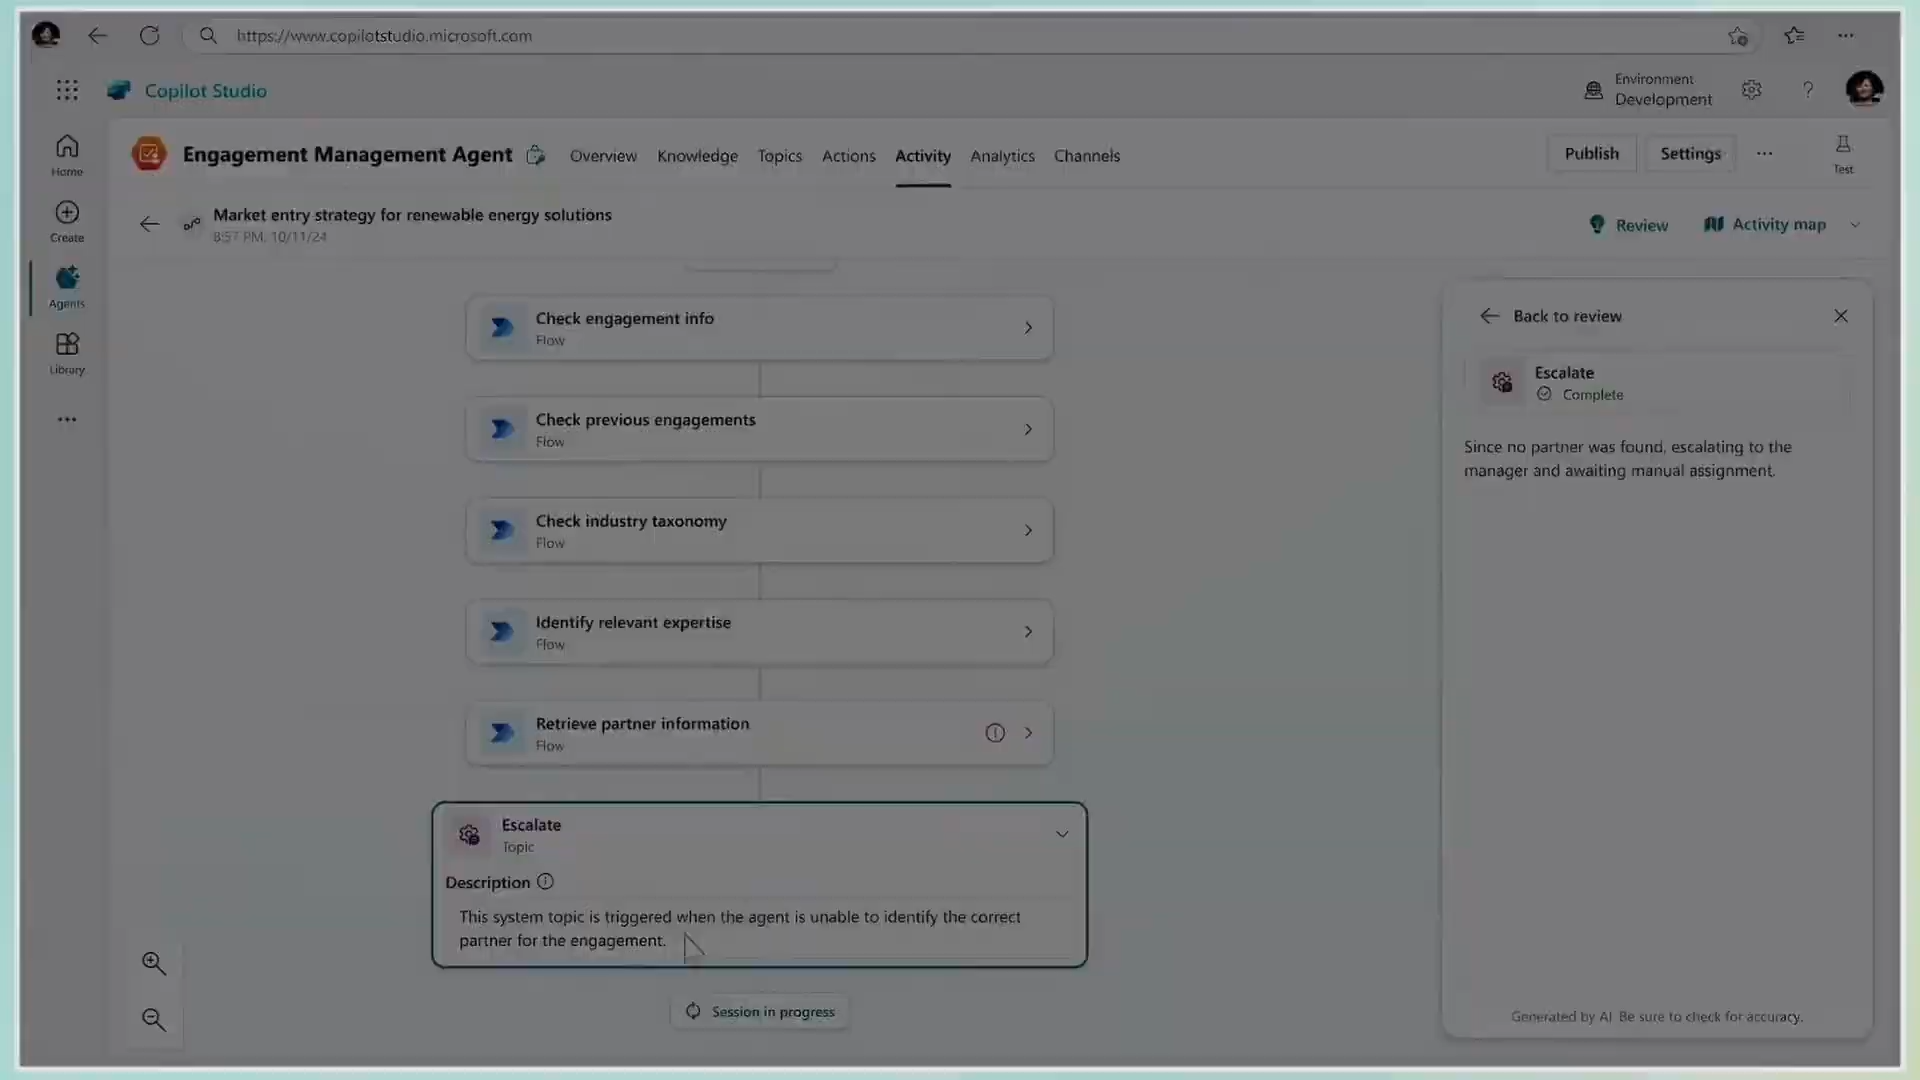 https://www.copilotstudio.microsoft.com
Copilot Studio
Environment
Development
Home
Create
Agents
Library
Engagement Management Agent
Overview
Knowledge
Topics
Actions
Activity
Analytics
Channels
Publish
Settings
Test
Market entry strategy for renewable energy solutions
8:57 PM, 10/11/24
Review
Activity map
Check engagement info
Flow
Check previous engagements
Flow
Check industry taxonomy
Flow
Identify relevant expertise
Flow
Retrieve partner information
Flow
Escalate
Topic
Description
This system topic is triggered when the agent is unable to identify the correct
partner for the engagement.
Session in progress
Back to review
Escalate
Complete
Since no partner was found, escalating to the
manager and awaiting manual assignment.
Generated by AI. Be sure to check for accuracy.